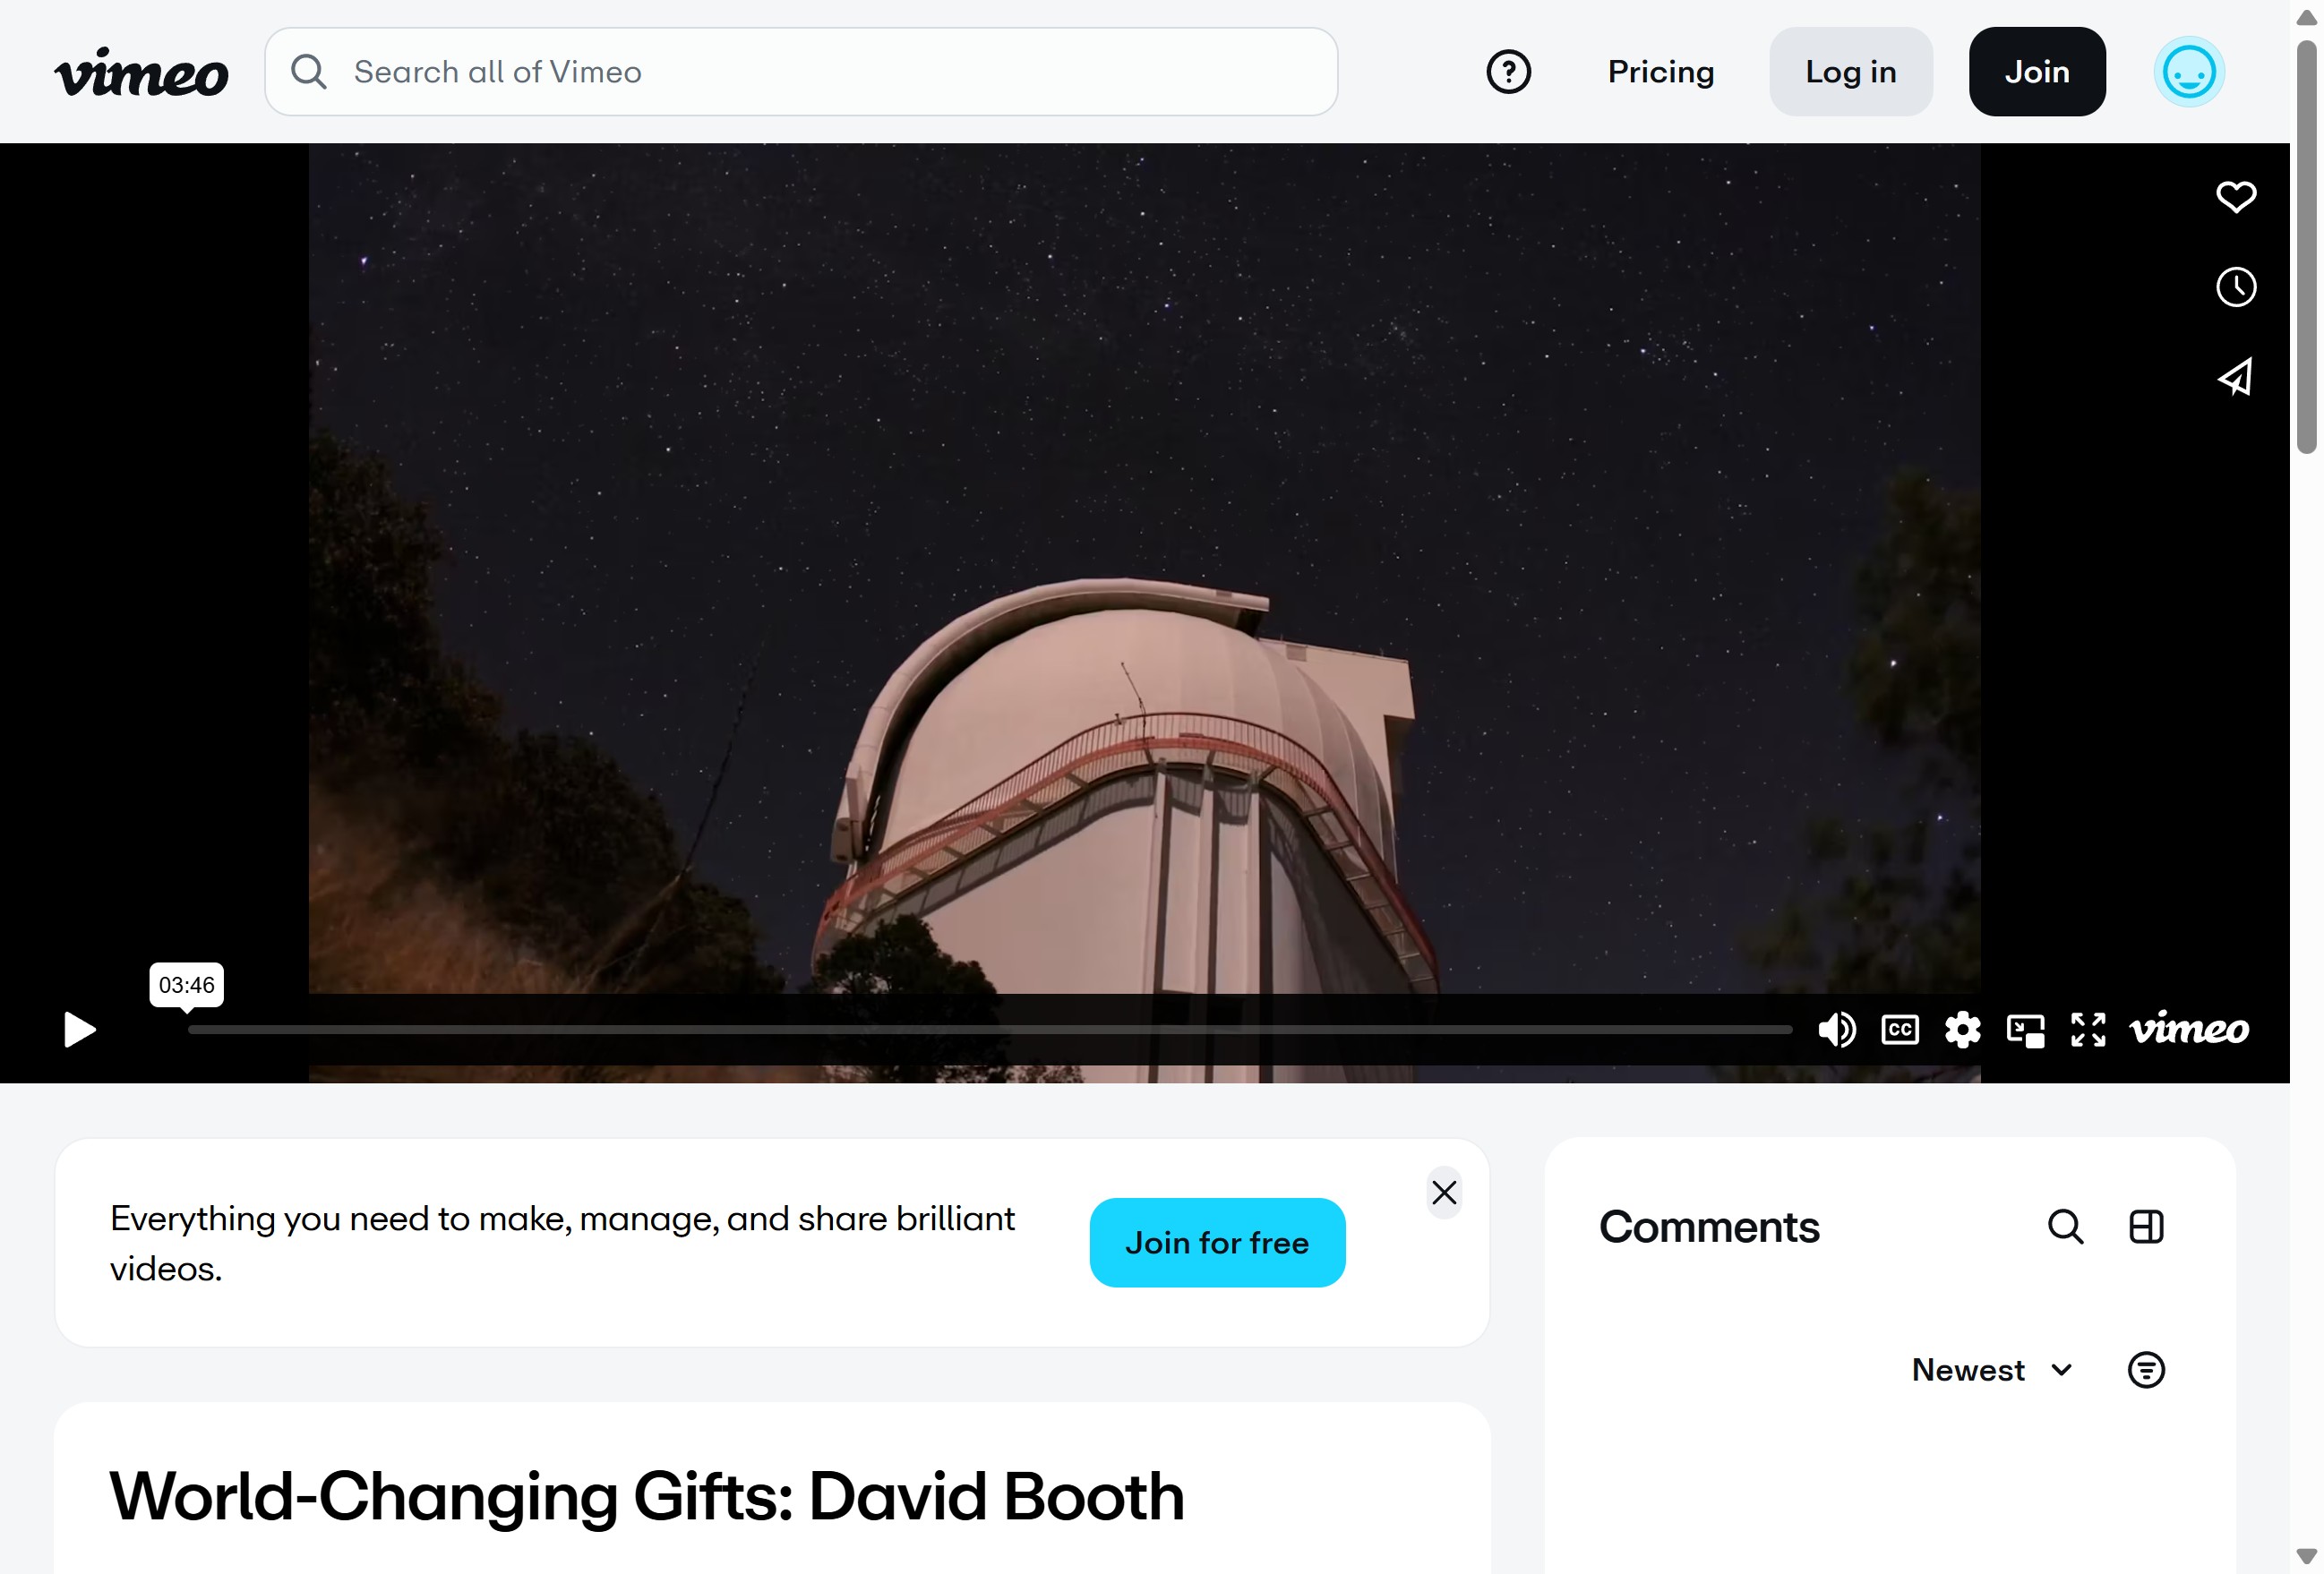 vimeo
Search all of Vimeo
?
Pricing
Log in
Join
03:46
CC
vimeo
Everything you need to make, manage, and share brilliant
videos.
Join for free
Comments
Newest
World-Changing Gifts: David Booth